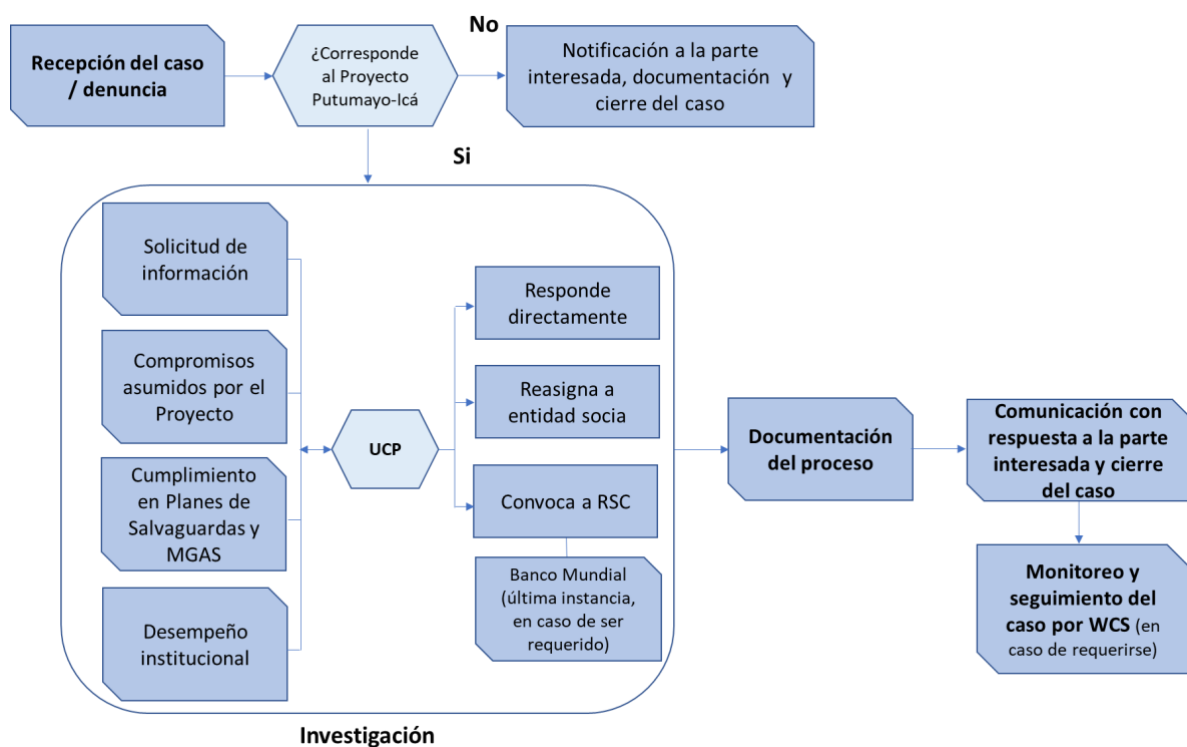 Recepción del caso
/ denuncia
¿Corresponde
al Proyecto
Putumayo-Icá
No
Notificación a la parte
interesada, documentación y
cierre del caso
Si
Solicitud de
información
Compromisos
asumidos por el
Proyecto
Cumplimiento
en Planes de
Salvaguardas y
MGAS
Desempeño
institucional
UCP
Responde
directamente
Reasigna a
entidad socia
Convoca a RSC
Banco Mundial
(última instancia,
en caso de ser
requerido)
Investigación
Documentación
del proceso
Comunicación con
respuesta a la parte
interesada y cierre
del caso
Monitoreo y
seguimiento del
caso por WCS (en
caso de requerirse)